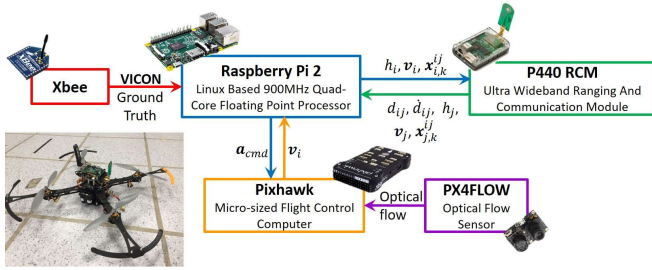 Xbee
VICON
Ground
Truth
Raspberry Pi 2
Linux Based 900MHz Quad-
Core Floating Point Processor
h_i, v_i, x_{i,k}^{ij}
d_{ij}, ḋ_{ij}, h_j,
v_j, x_{j,k}^{ij}
P440 RCM
Ultra Wideband Ranging And
Communication Module
a_{cmd}
v_i
Pixhawk
Micro-sized Flight Control
Computer
Optical
flow
PX4FLOW
Optical Flow
Sensor